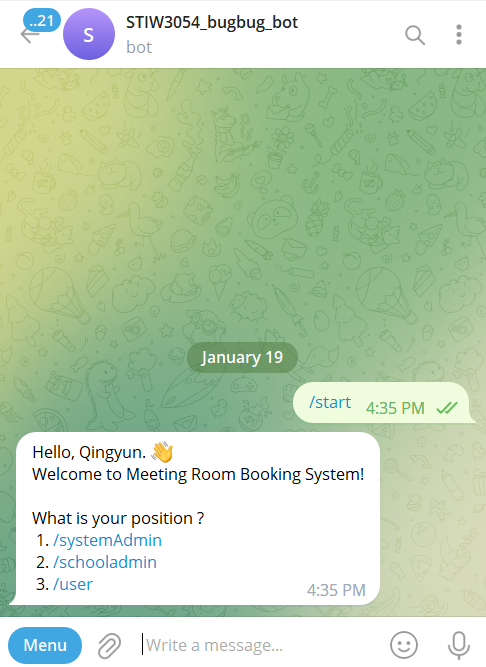 ..21
S
STIW3054_bugbug_bot
bot
January 19
/start 4:35 PM
Hello, Qingyun. 👋
Welcome to Meeting Room Booking System!
What is your position ?
1. /systemAdmin
2. /schooladmin
3. /user
4:35 PM
Menu
Write a message...